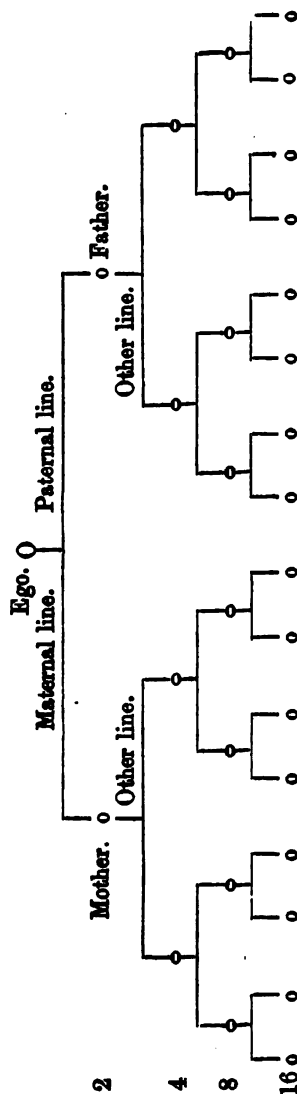 Ego.
Maternal line. Paternal line.
2 Mother. Father.
Other line. Other line.
4
8
16